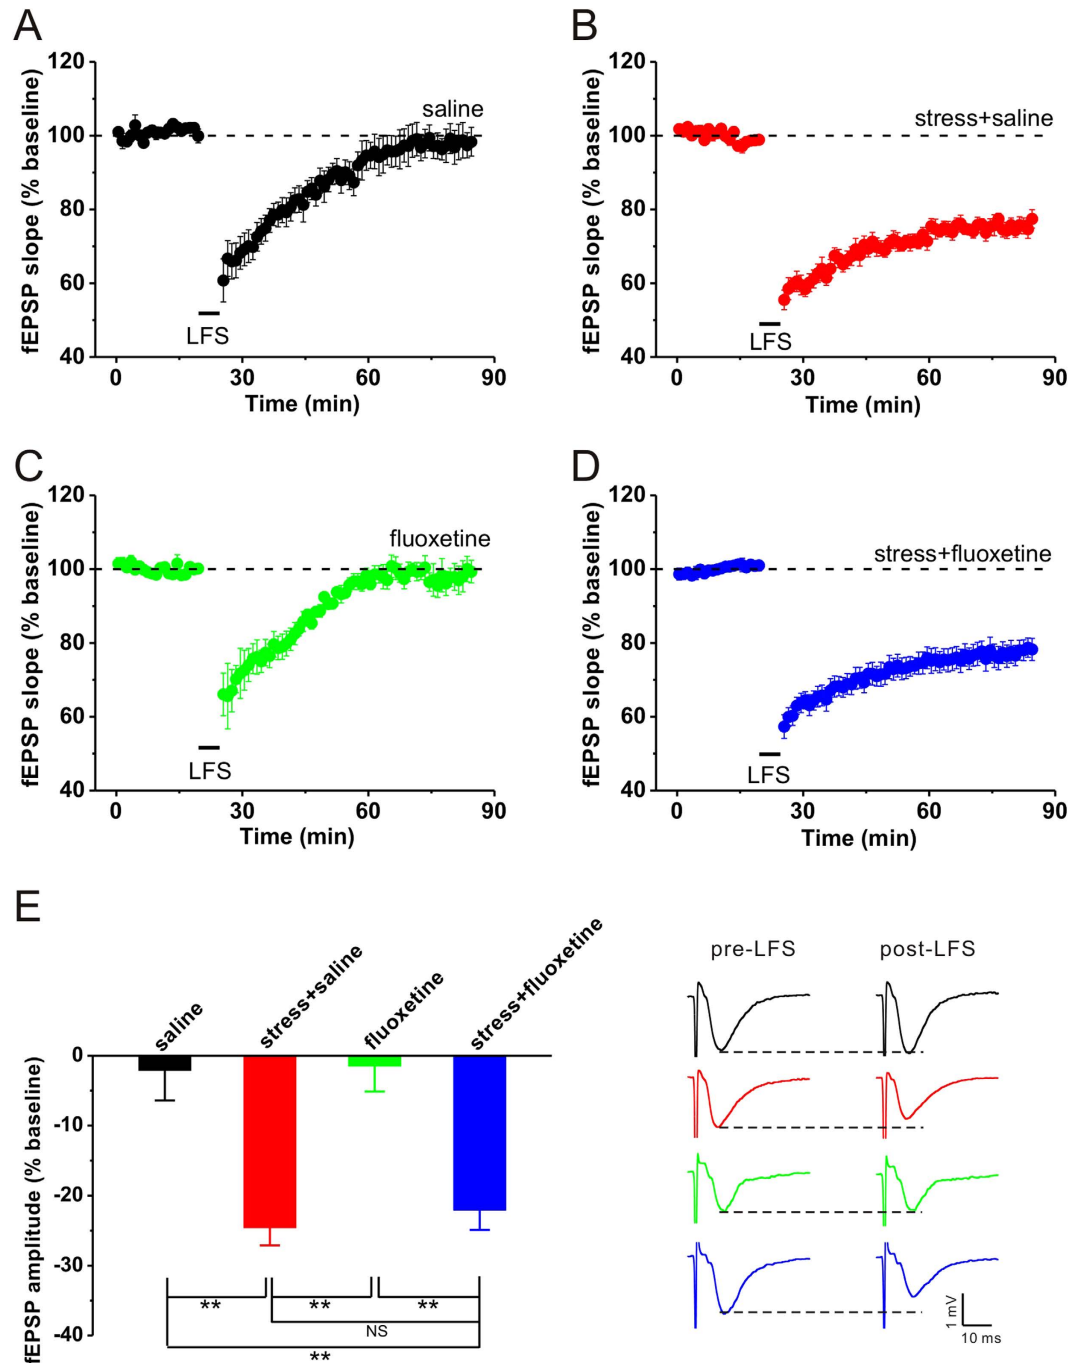 A
120
100
80
60
40
fEPSP slope (% baseline)
saline
LFS
0 30 60 90
Time (min)
B
120
100
80
60
40
fEPSP slope (% baseline)
stress+saline
LFS
0 30 60 90
Time (min)
C
120
100
80
60
40
fEPSP slope (% baseline)
fluoxetine
LFS
0 30 60 90
Time (min)
D
120
100
80
60
40
fEPSP slope (% baseline)
stress+fluoxetine
LFS
0 30 60 90
Time (min)
E
saline
stress+saline
fluoxetine
stress+fluoxetine
0
-10
-20
-30
-40
fEPSP amplitude (% baseline)
** ** **
NS
**
pre-LFS post-LFS
1 mV
10 ms